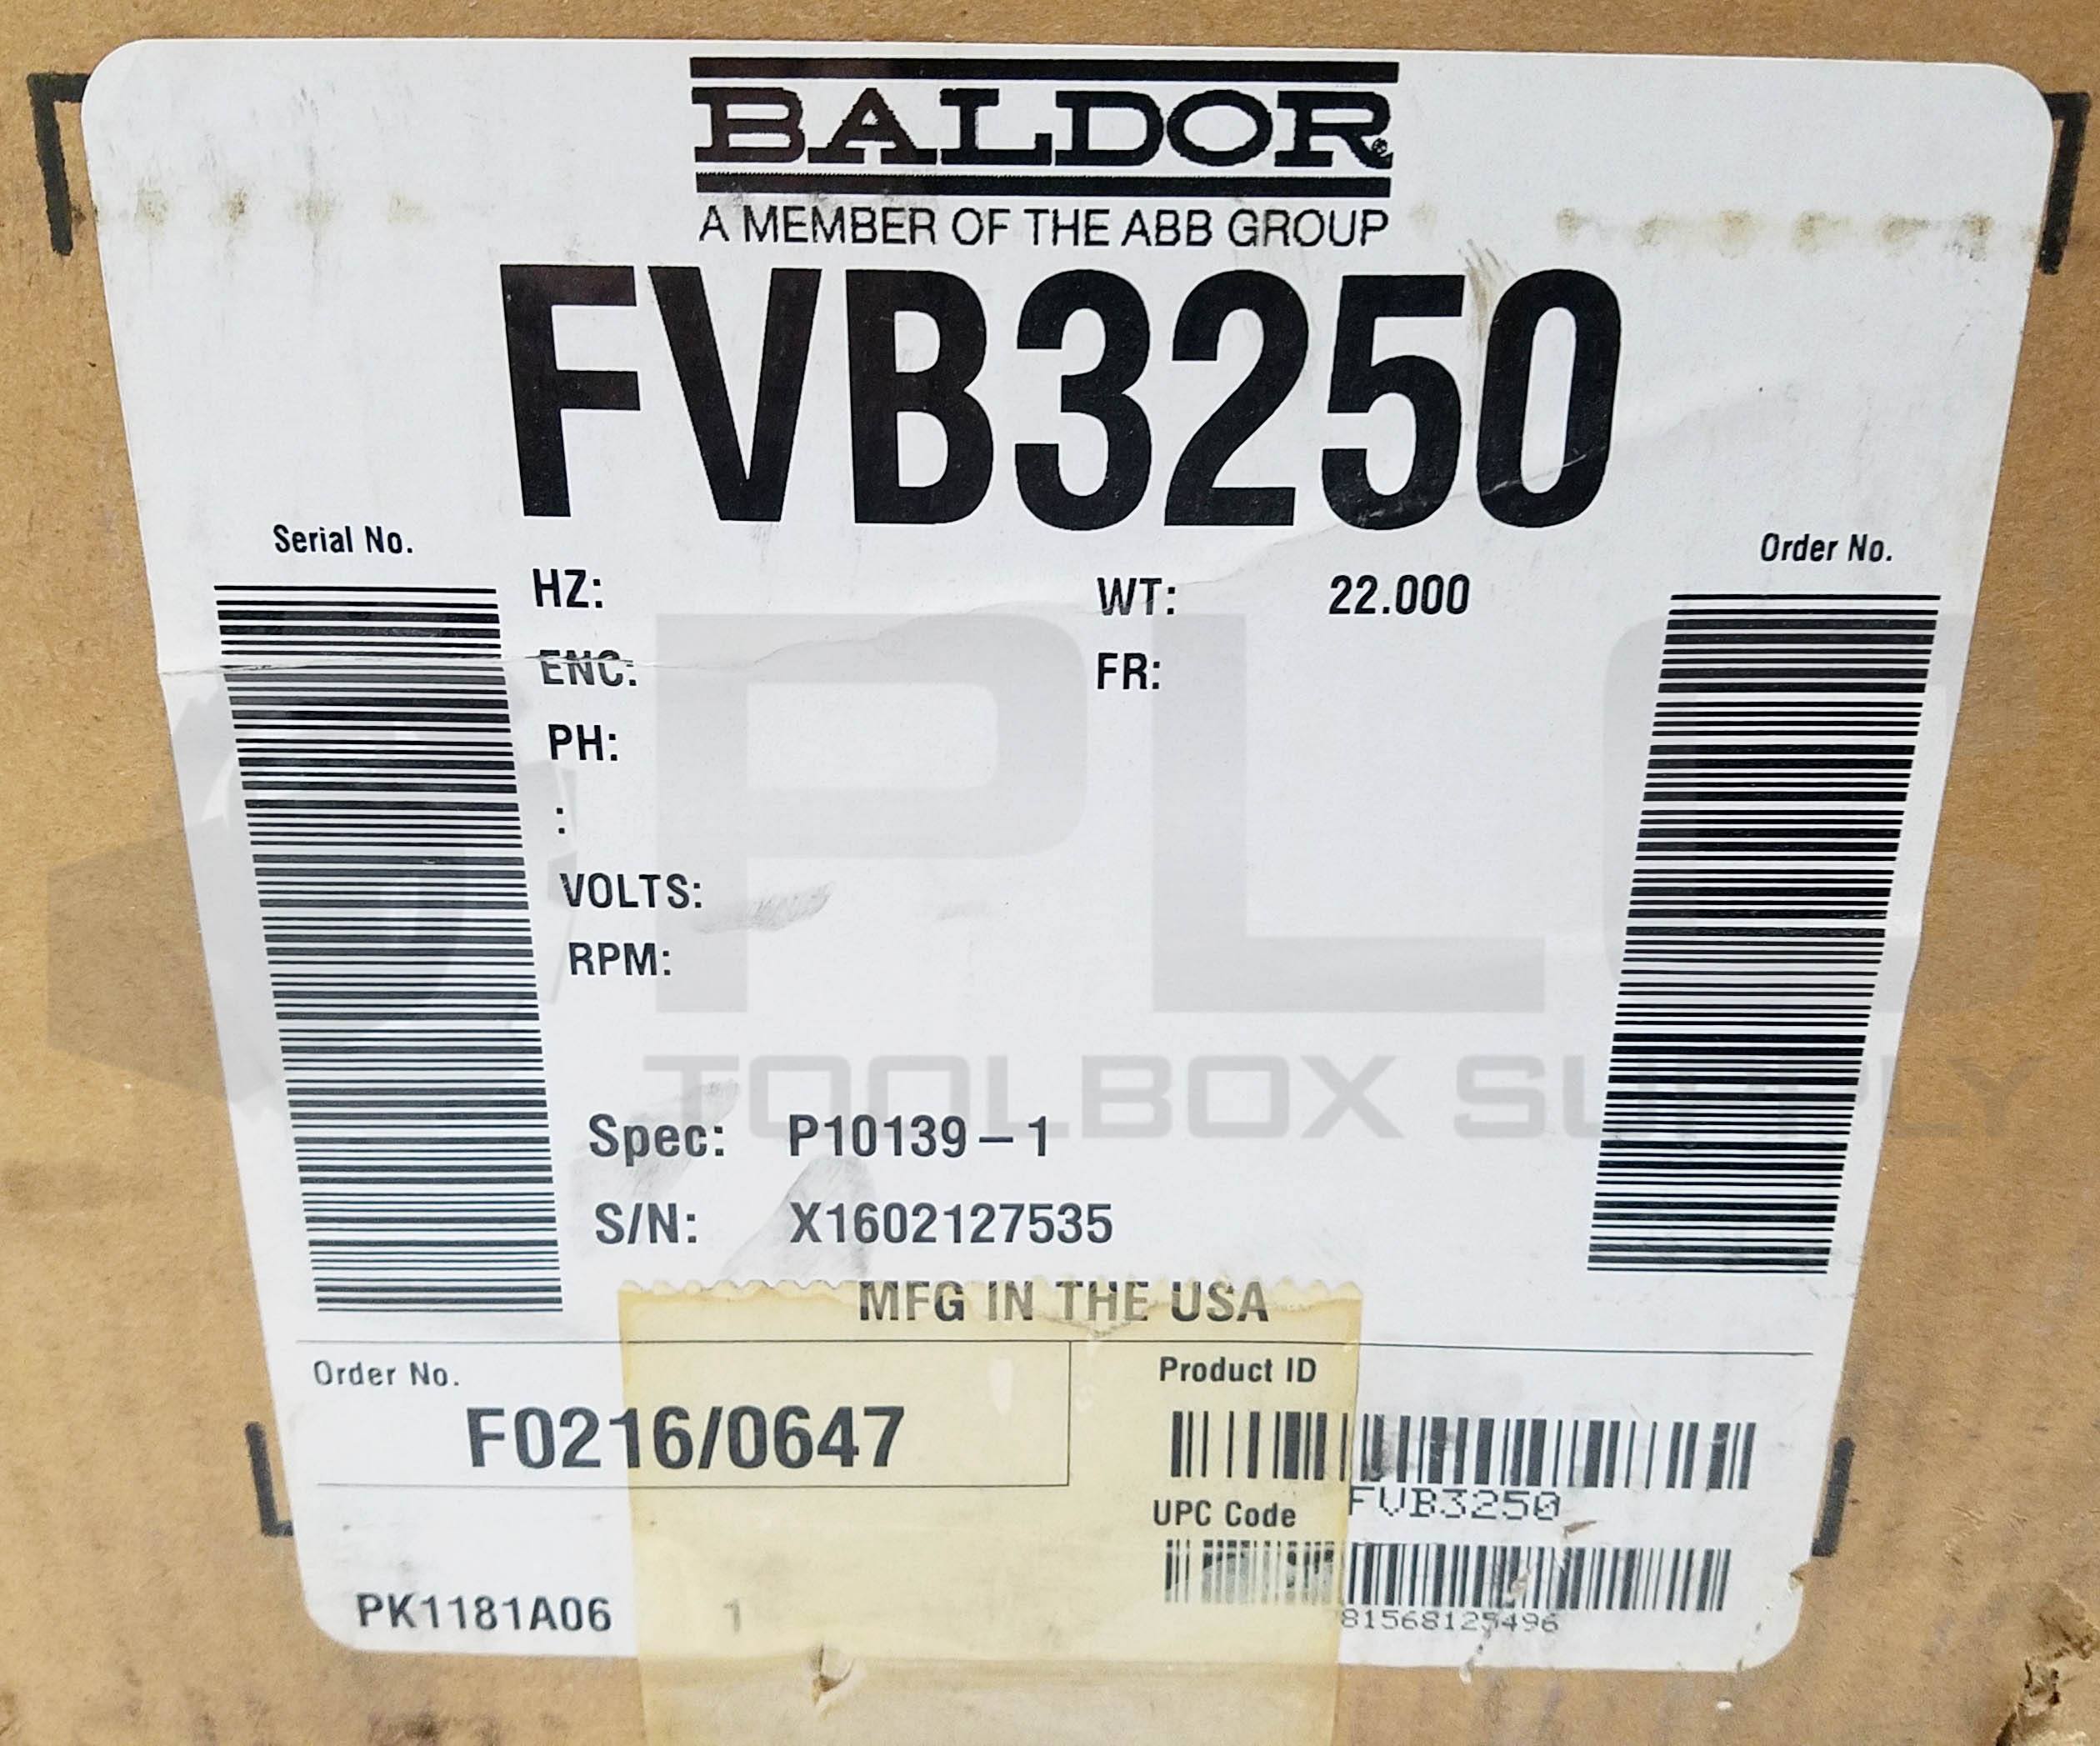 BALDOR
A MEMBER OF THE ABB GROUP
FVB3250
Serial No.
Order No.
HZ: WT: 22.000
ENC: FR:
PH:
:
VOLTS:
RPM:
PLC
TOOLBOX SUPPLY
Spec: P10139-1
S/N: X1602127535
MFG IN THE USA
Order No.
F0216/0647
Product ID
FVB3250
UPC Code
81568125496
PK1181A06 1